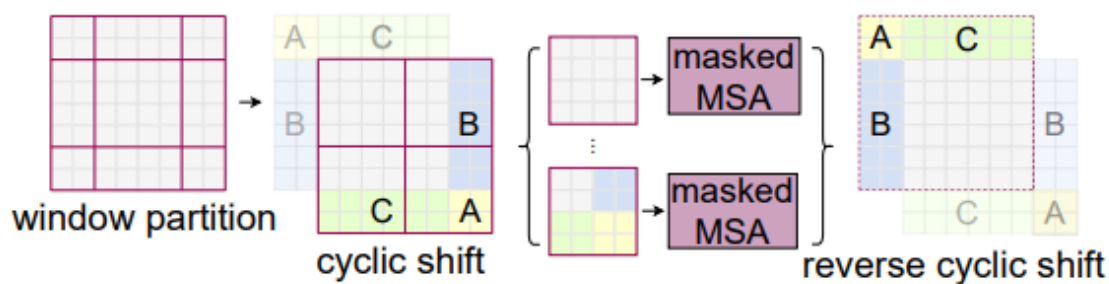 A
C
B
B
C
A
window partition
cyclic shift
masked
MSA
...
masked
MSA
A
C
B
B
C
A
reverse cyclic shift